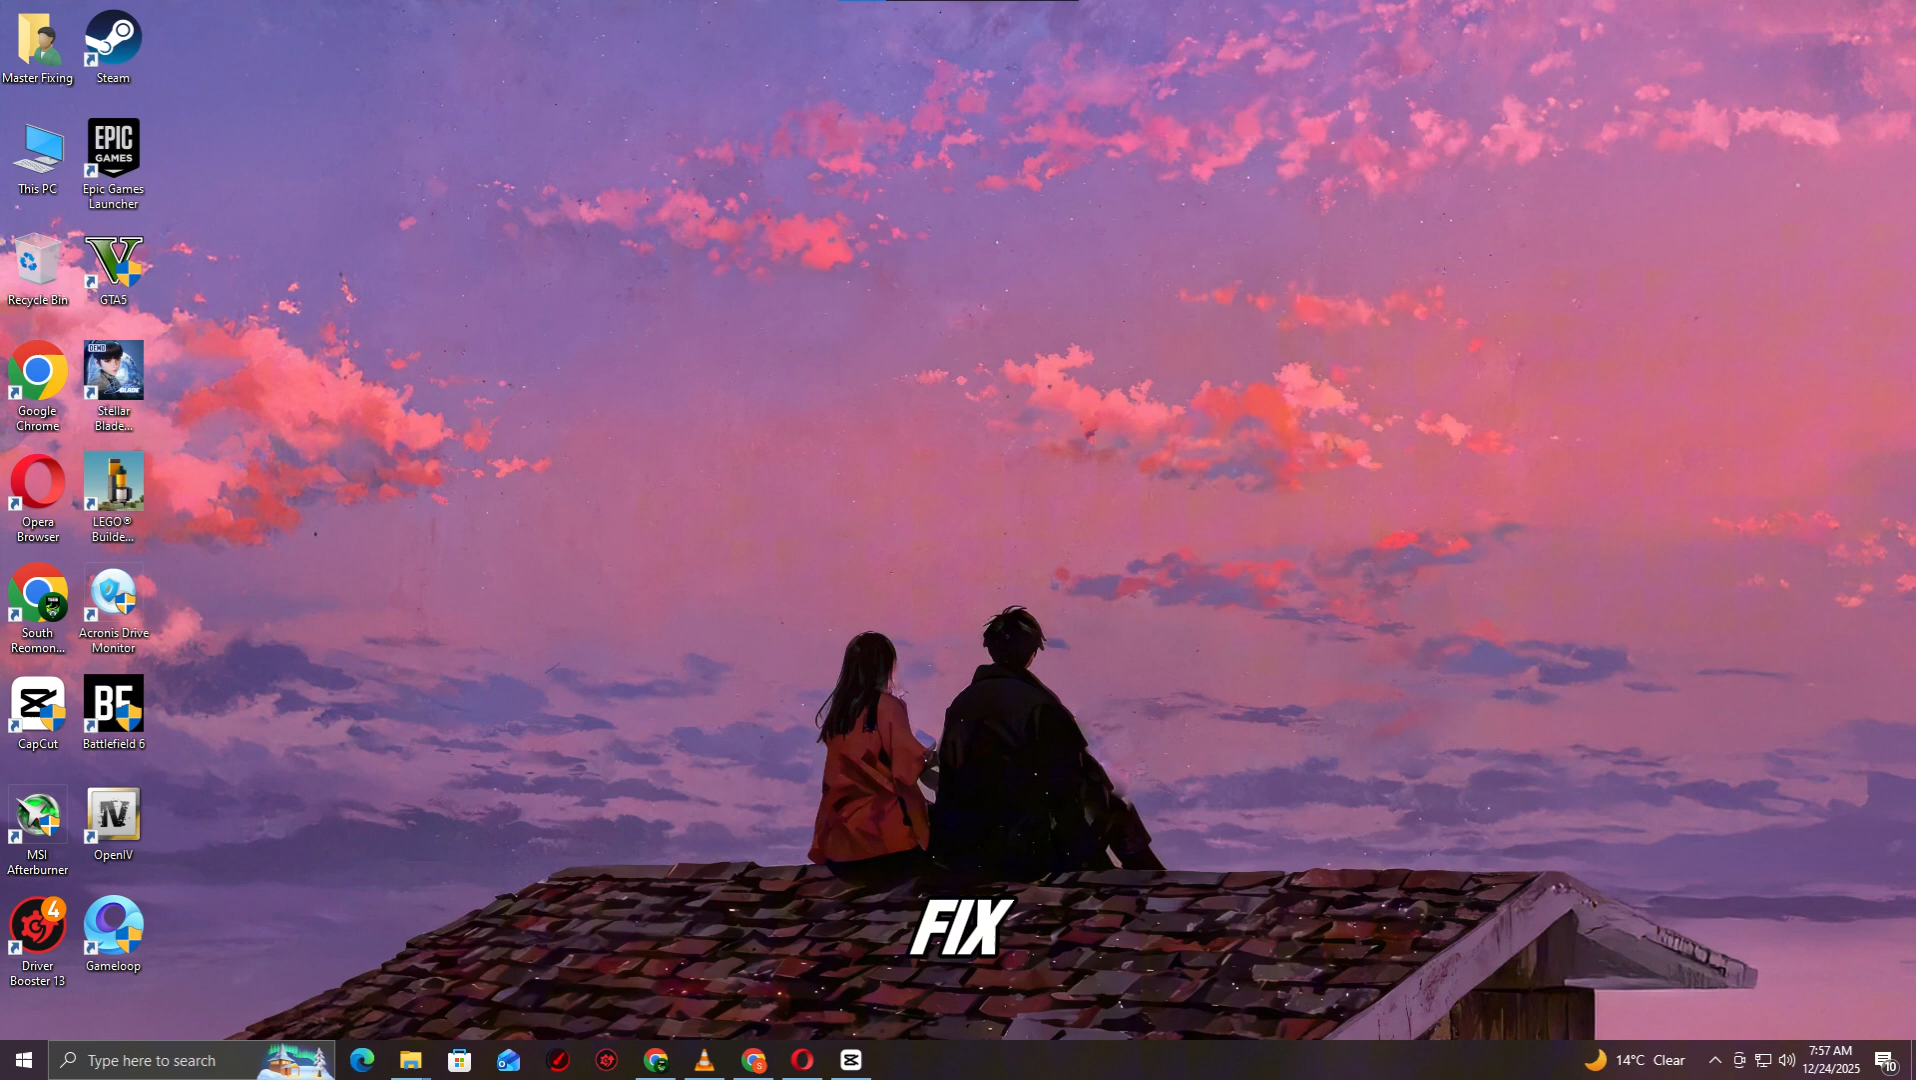 Master Fixing
Steam
This PC
EPIC
GAMES
Epic Games
Launcher
Recycle Bin
GTA5
Google
Chrome
DEMO
BLADE
Stellar
Blade...
Opera
Browser
LEGO®
Builde...
South
Reomon...
Acronis Drive
Monitor
CapCut
BF
Battlefield 6
MSI
Afterburner
IV
OpenIV
4
Driver
Booster 13
Gameloop
FIX
Type here to search
S
14°C Clear
7:57 AM
12/24/2025
10